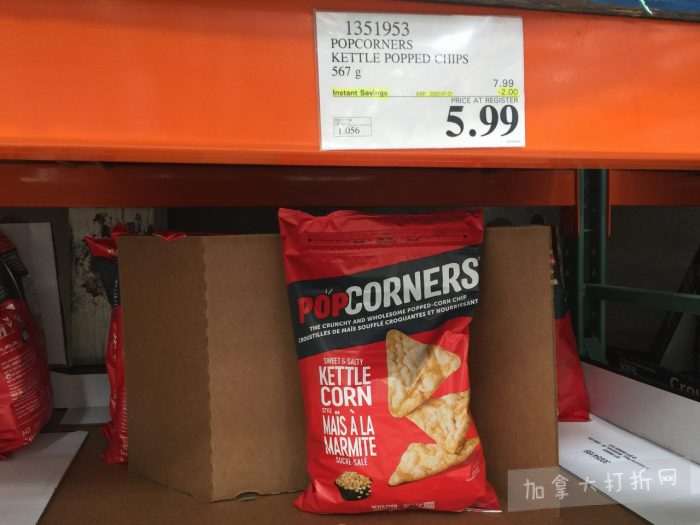 1351953
POPCORNERS
KETTLE POPPED CHIPS
567 g
7.99
Instant Savings
-2.00
PRICE AT REGISTER
1.056
5.99
POPCORNERS
THE CRUNCHY AND WHOLESOME POPPED-CORN CHIP
CROUSTILLES DE MAÏS SOUFFLÉ CROQUANTES ET NOURRISSANT
SWEET & SALTY
KETTLE
CORN
STYLE
MAÏS À LA
MARMITE
SUCRÉ SALÉ
加拿大打折网